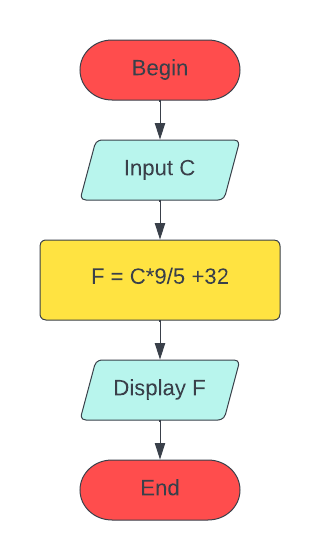 Begin
Input C
F = C*9/5 +32
Display F
End